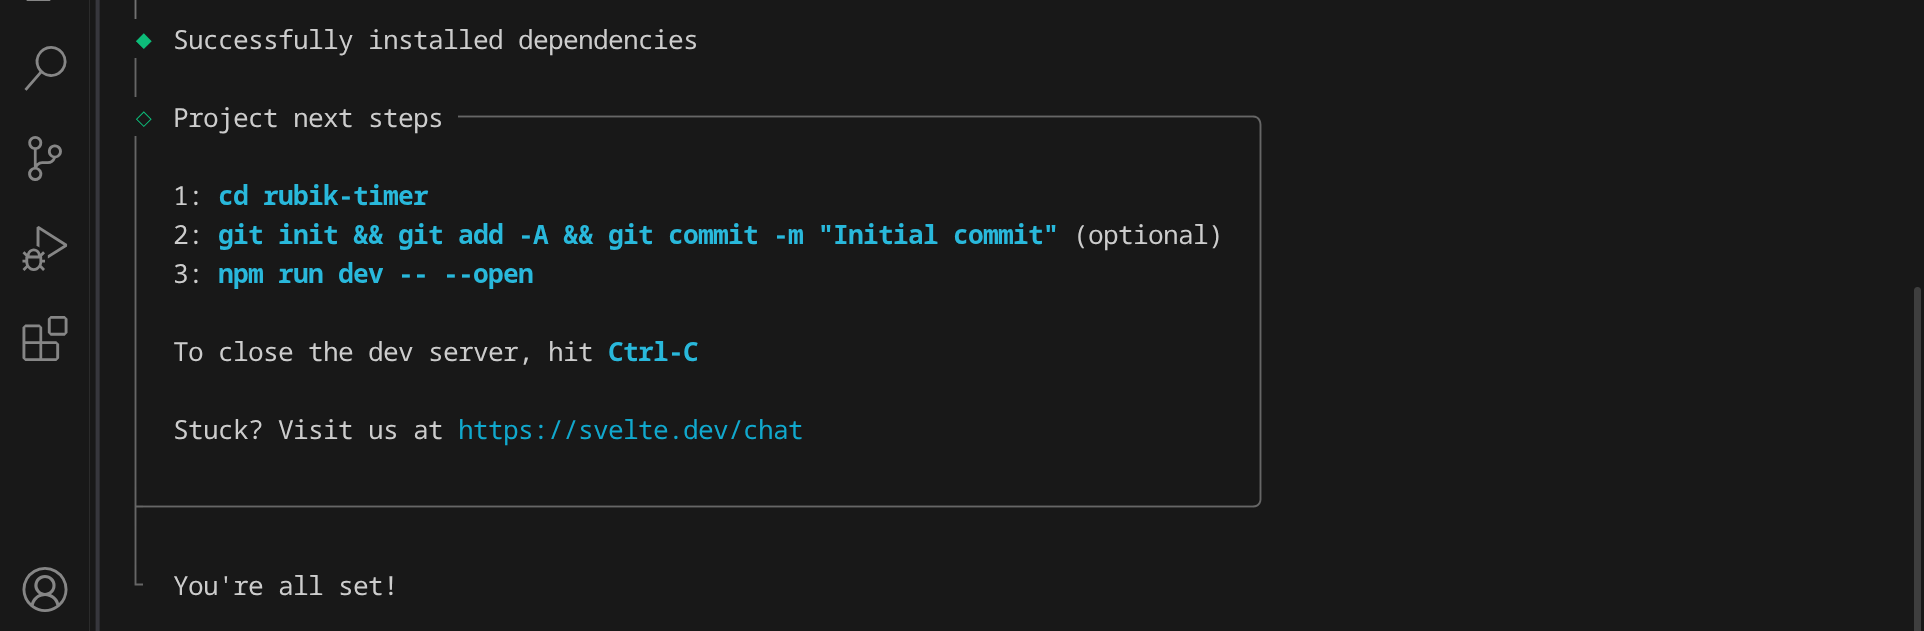 Successfully installed dependencies
Project next steps
1: cd rubik-timer
2: git init && git add -A && git commit -m "Initial commit" (optional)
3: npm run dev -- --open
To close the dev server, hit Ctrl-C
Stuck? Visit us at https://svelte.dev/chat
You're all set!